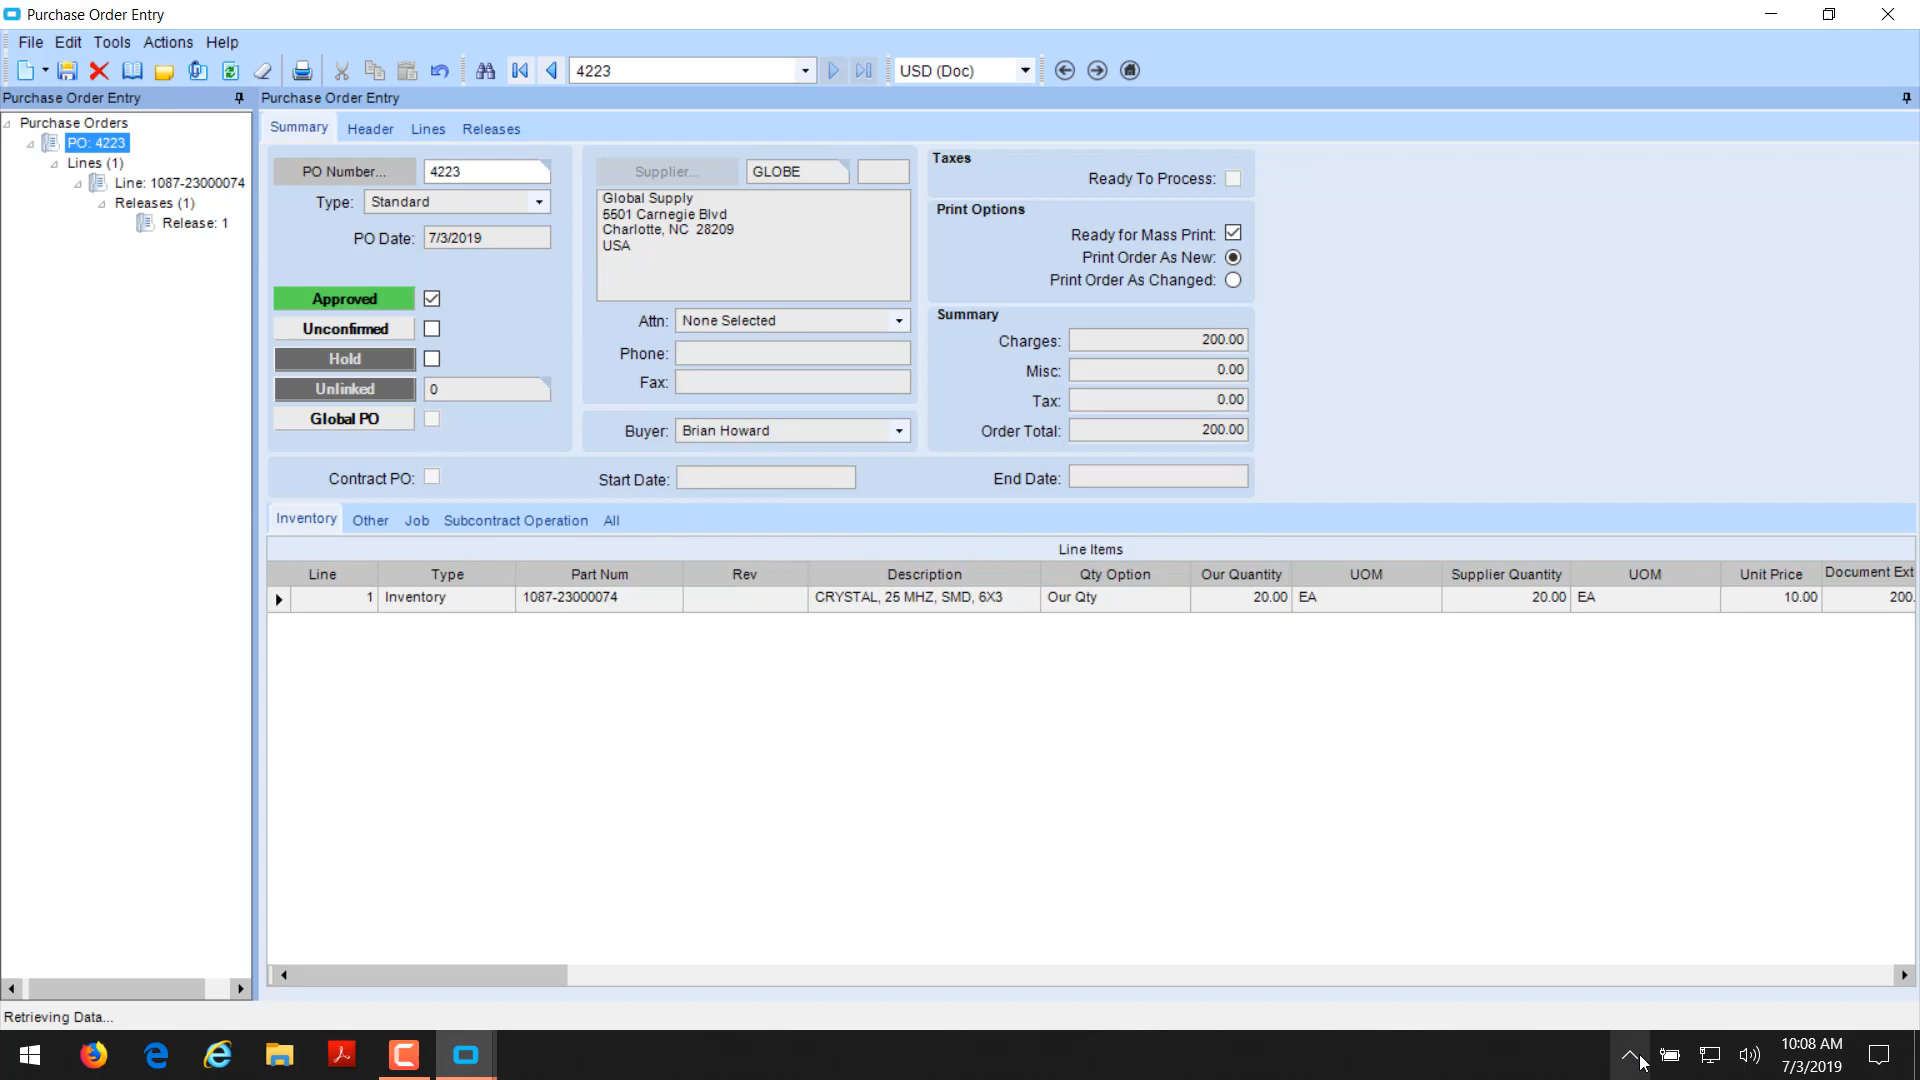 Purchase Order Entry
File Edit Tools Actions Help
4223 USD (Doc)
Purchase Order Entry
Purchase Order Entry
Purchase Orders
PO: 4223
Lines (1)
Line: 1087-23000074
Releases (1)
Release: 1
Summary Header Lines Releases
PO Number... 4223
Type: Standard
PO Date: 7/3/2019
Approved
Unconfirmed
Hold
Unlinked 0
Global PO
Supplier... GLOBE
Global Supply
5501 Carnegie Blvd
Charlotte, NC 28209
USA
Attn: None Selected
Phone:
Fax:
Buyer: Brian Howard
Taxes
Ready To Process:
Print Options
Ready for Mass Print:
Print Order As New:
Print Order As Changed:
Summary
Charges: 200.00
Misc: 0.00
Tax: 0.00
Order Total: 200.00
Contract PO: Start Date: End Date:
Inventory Other Job Subcontract Operation All
Line Items
Line Type Part Num Rev Description Qty Option Our Quantity UOM Supplier Quantity UOM Unit Price Document Ext
1 Inventory 1087-23000074 CRYSTAL, 25 MHZ, SMD, 6X3 Our Qty 20.00 EA 20.00 EA 10.00 200.
Retrieving Data...
10:08 AM
7/3/2019